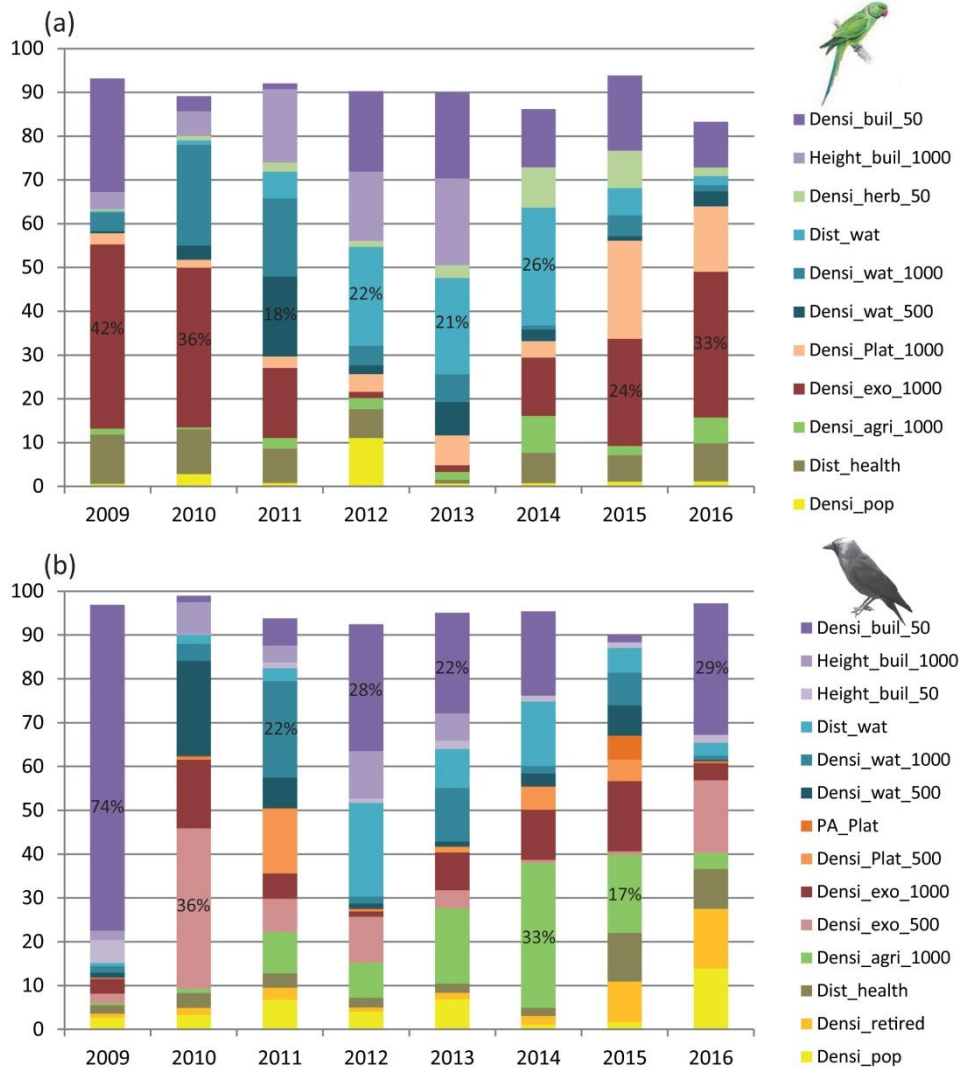 (a)
100
90
80
70
60
50
40
30
20
10
0
42%
36%
18%
22%
21%
26%
24%
33%
2009 2010 2011 2012 2013 2014 2015 2016
Densi_buil_50
Height_buil_1000
Densi_herb_50
Dist_wat
Densi_wat_1000
Densi_wat_500
Densi_Plat_1000
Densi_exo_1000
Densi_agri_1000
Dist_health
Densi_pop
(b)
100
90
80
70
60
50
40
30
20
10
0
74%
36%
22%
28%
22%
33%
17%
29%
2009 2010 2011 2012 2013 2014 2015 2016
Densi_buil_50
Height_buil_1000
Height_buil_50
Dist_wat
Densi_wat_1000
Densi_wat_500
PA_Plat
Densi_Plat_500
Densi_exo_1000
Densi_exo_500
Densi_agri_1000
Dist_health
Densi_retired
Densi_pop